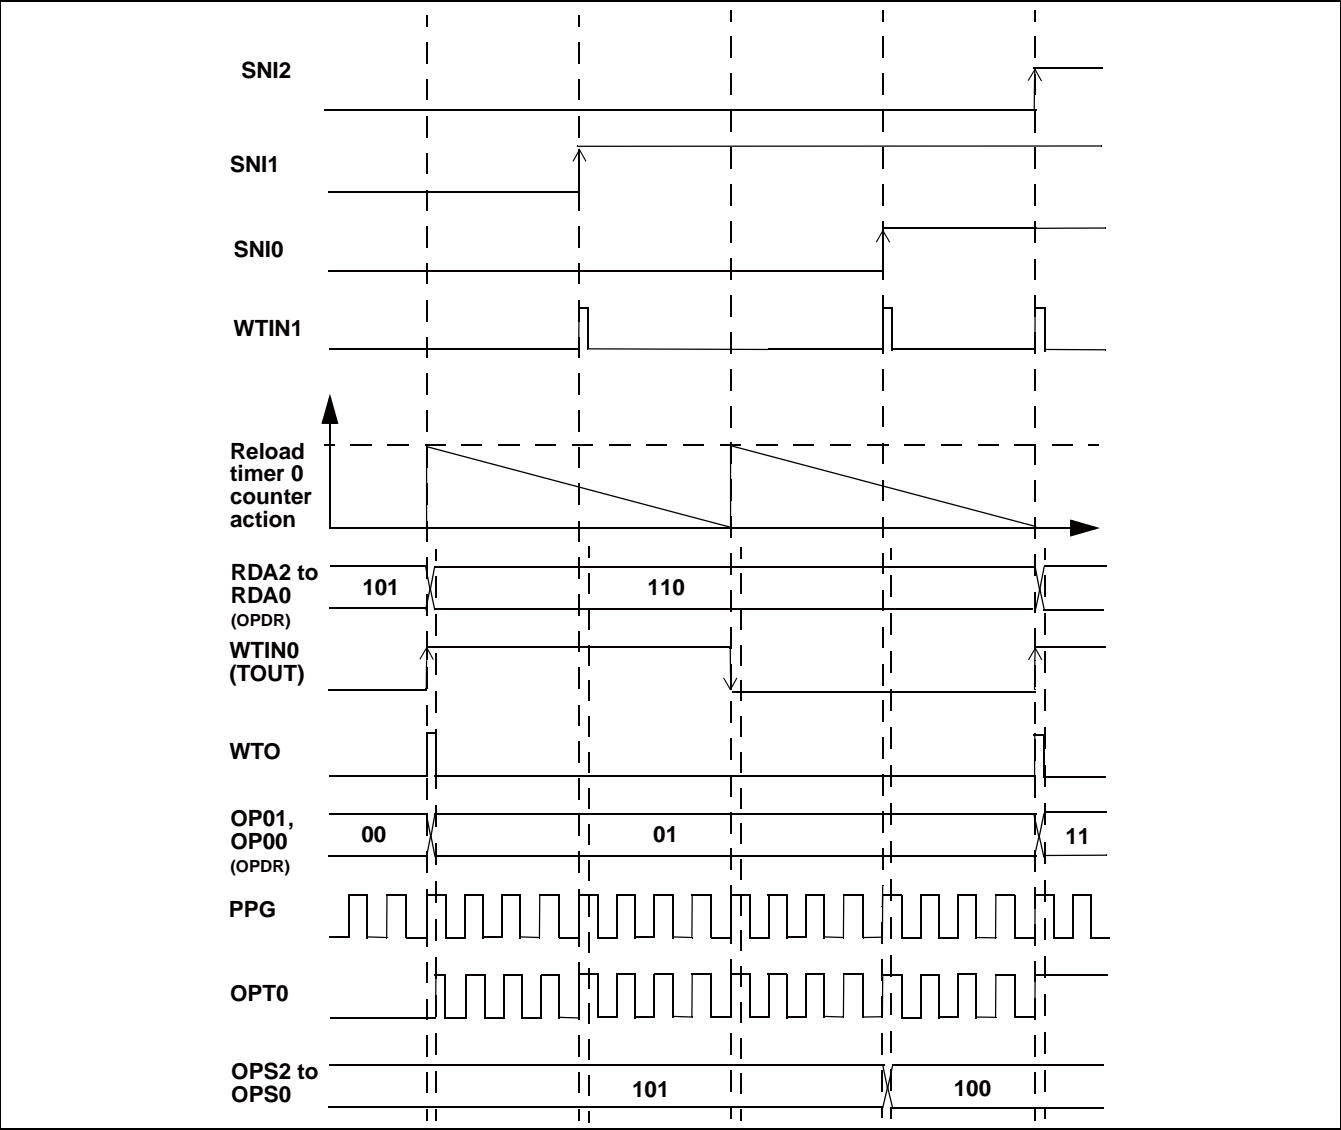 SNI2
SNI1
SNI0
WTIN1
Reload
timer 0
counter
action
RDA2 to
RDA0
(OPDR)
101
110
WTIN0
(TOUT)
WTO
OP01,
OP00
(OPDR)
00
01
11
PPG
OPT0
OPS2 to
OPS0
101
100